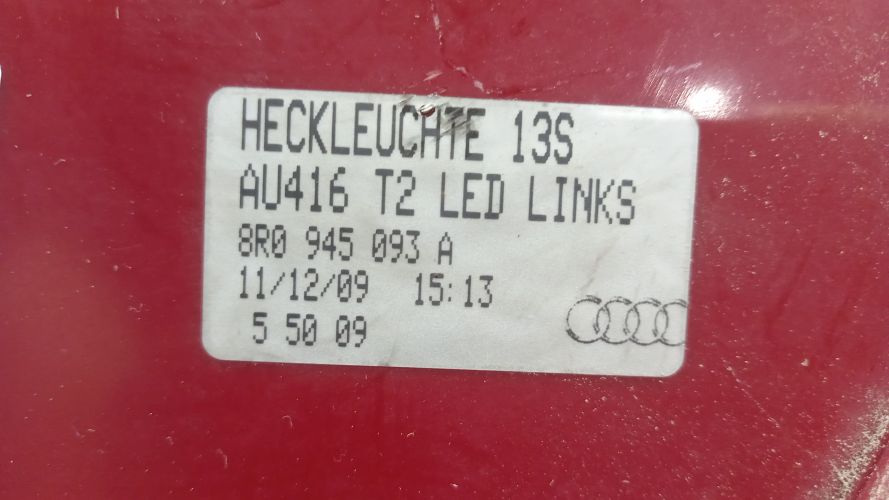 HECKLEUCHTE 13S
AU416 T2 LED LINKS
8R0 945 093 A
11/12/09 15:13
5 50 09